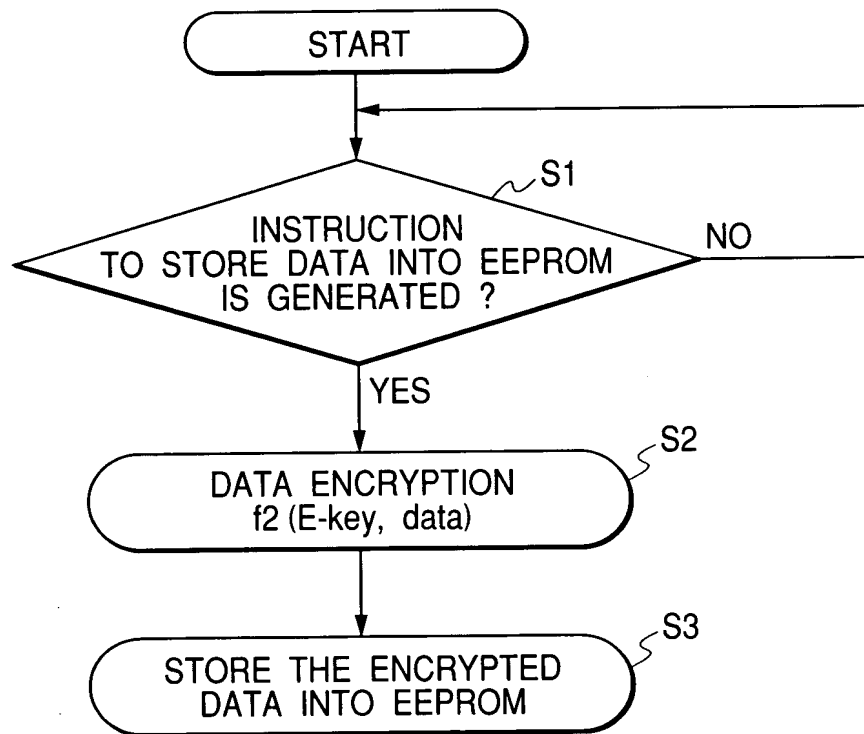 START
S1
INSTRUCTION
TO STORE DATA INTO EEPROM
IS GENERATED ?
NO
YES
S2
DATA ENCRYPTION
f2 (E-key, data)
S3
STORE THE ENCRYPTED
DATA INTO EEPROM